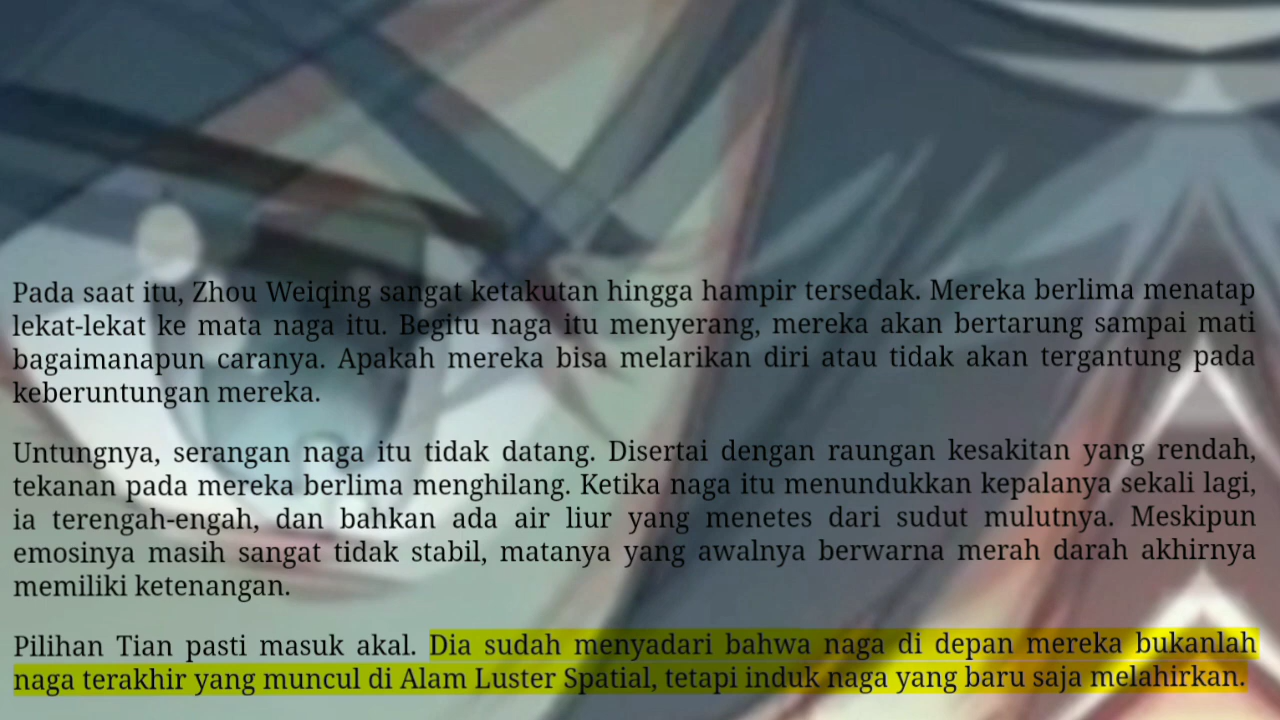 Pada saat itu, Zhou Weiqing sangat ketakutan hingga hampir tersedak. Mereka berlima menatap
lekat-lekat ke mata naga itu. Begitu naga itu menyerang, mereka akan bertarung sampai mati
bagaimanapun caranya. Apakah mereka bisa melarikan diri atau tidak akan tergantung pada
keberuntungan mereka.
Untungnya, serangan naga itu tidak datang. Disertai dengan raungan kesakitan yang rendah,
tekanan pada mereka berlima menghilang. Ketika naga itu menundukkan kepalanya sekali lagi,
ia terengah-engah, dan bahkan ada air liur yang menetes dari sudut mulutnya. Meskipun
emosinya masih sangat tidak stabil, matanya yang awalnya berwarna merah darah akhirnya
memiliki ketenangan.
Pilihan Tian pasti masuk akal. Dia sudah menyadari bahwa naga di depan mereka bukanlah
naga terakhir yang muncul di Alam Luster Spatial, tetapi induk naga yang baru saja melahirkan.